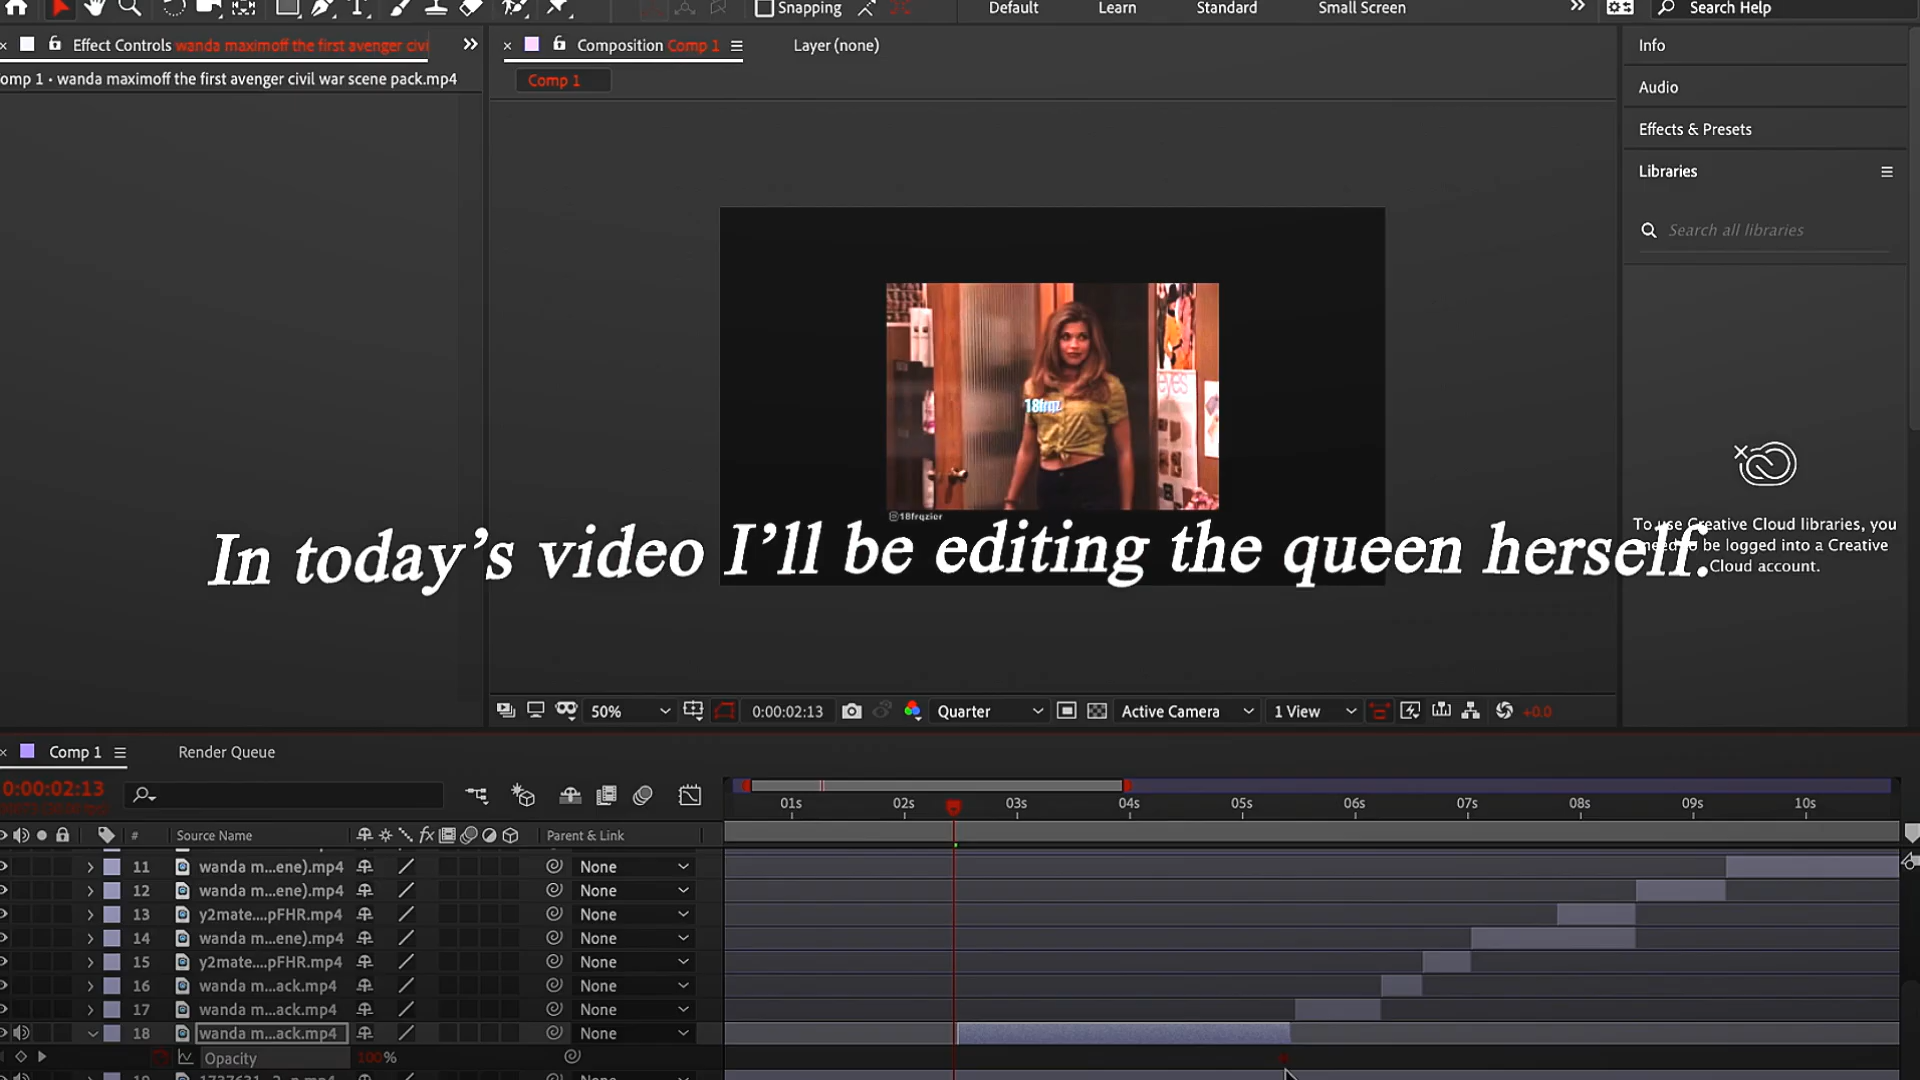 Snapping
Default
Learn
Standard
Small Screen
Search Help
Effect Controls wanda maximoff the first avenger civi
Composition Comp 1
Layer (none)
Info
omp 1 • wanda maximoff the first avenger civil war scene pack.mp4
Comp 1
Audio
Effects & Presets
Libraries
Search all libraries
18frqz
@18frqzier
In today's video I'll be editing the queen herself.
To use Creative Cloud libraries, you
need to be logged into a Creative
Cloud account.
50%
0:00:02:13
Quarter
Active Camera
1 View
+0.0
Comp 1
Render Queue
0:00:02:13
01s
02s
03s
04s
05s
06s
07s
08s
09s
10s
#
Source Name
fx
Parent & Link
11 wanda m...ene).mp4 None
12 wanda m...ene).mp4 None
13 y2mate....pFHR.mp4 None
14 wanda m...ene).mp4 None
15 y2mate....pFHR.mp4 None
16 wanda m...ack.mp4 None
17 wanda m...ack.mp4 None
18 wanda m...ack.mp4 None
Opacity 100%